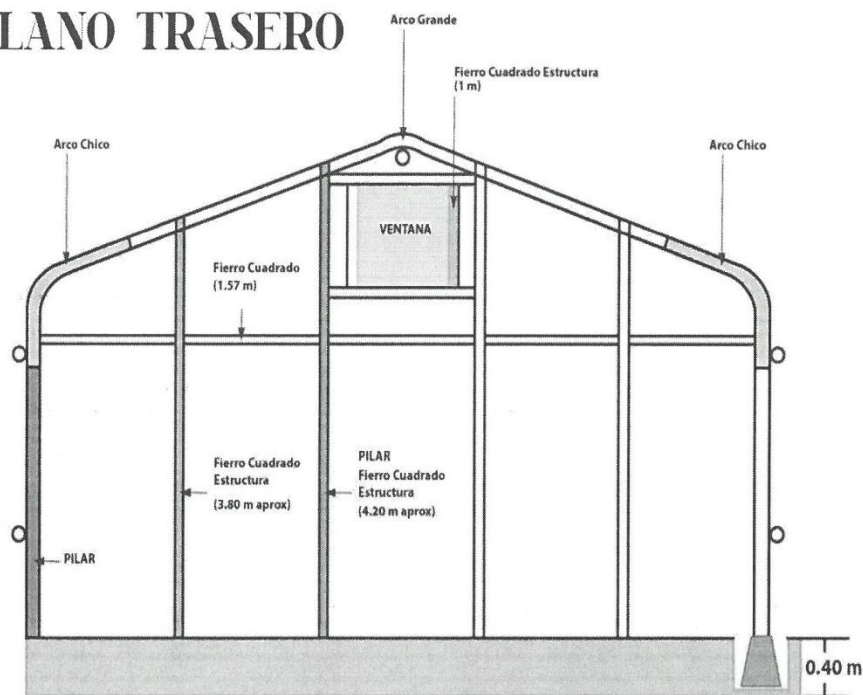 LANO TRASERO
Arco Grande
Fierro Cuadrado Estructura
(1 m)
Arco Chico
Arco Chico
VENTANA
Fierro Cuadrado
(1.57 m)
Fierro Cuadrado
Estructura
(3.80 m aprox)
PILAR
Fierro Cuadrado
Estructura
(4.20 m aprox)
PILAR
0.40 m